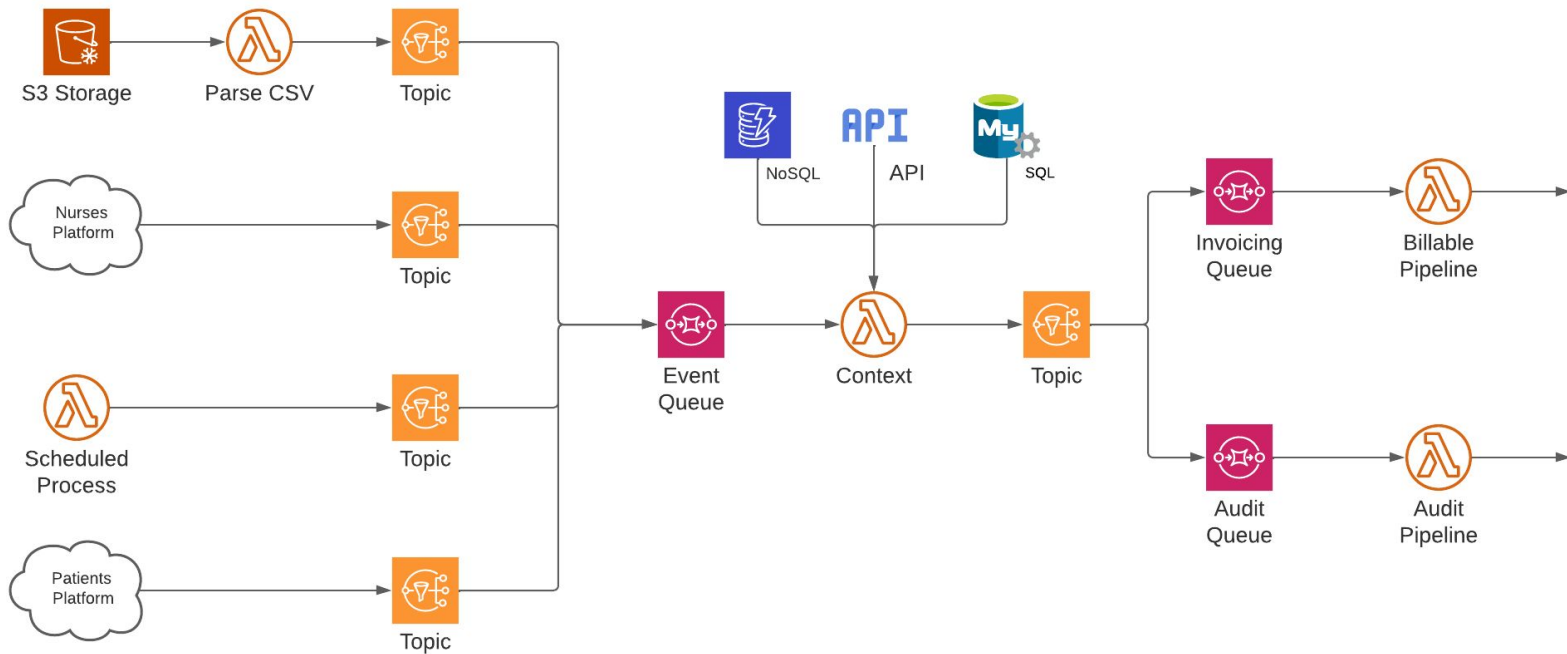 S3 Storage
Parse CSV
Topic
Nurses
Platform
Topic
Scheduled
Process
Topic
Patients
Platform
Topic
Event
Queue
NoSQL
API
API
My
SQL
Context
Topic
Invoicing
Queue
Billable
Pipeline
Audit
Queue
Audit
Pipeline